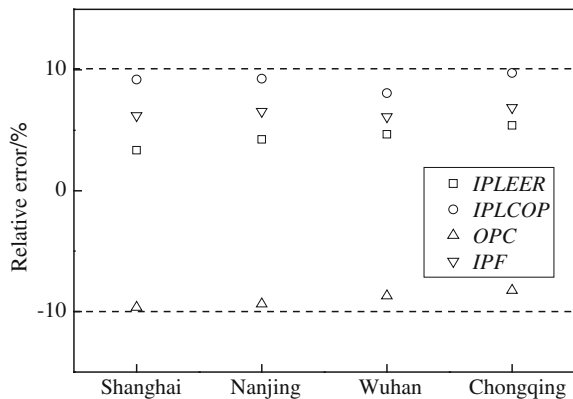 Relative error/%
10
0
-10
IPLEER
IPLCOP
OPC
IPF
Shanghai Nanjing Wuhan Chongqing